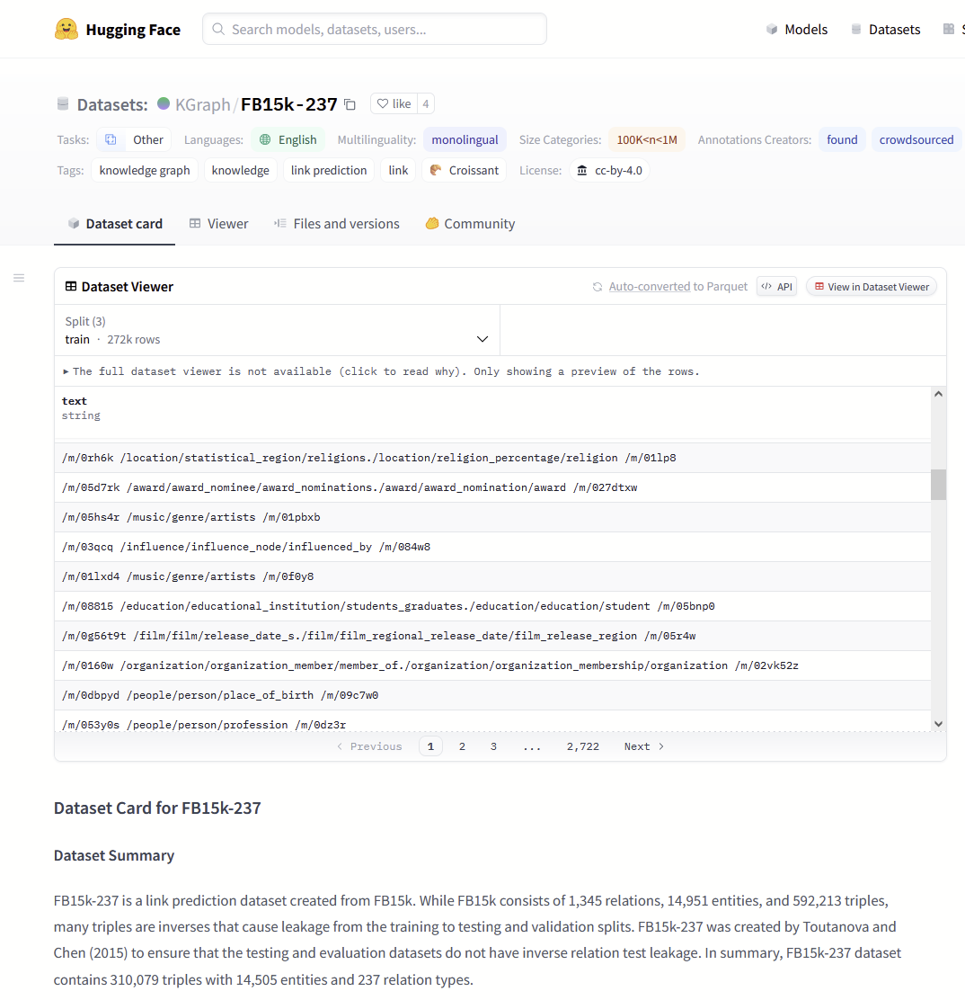 Hugging Face Search models, datasets, users... Models Datasets
Datasets: KGraph/FB15k-237 like 4
Tasks: Other Languages: English Multilinguality: monolingual Size Categories: 100K<n<1M Annotations Creators: found crowdsourced
Tags: knowledge graph knowledge link prediction link Croissant License: cc-by-4.0
Dataset card Viewer Files and versions Community
Dataset Viewer Auto-converted to Parquet </> API View in Dataset Viewer
Split (3)
train · 272k rows
The full dataset viewer is not available (click to read why). Only showing a preview of the rows.
text
string
/m/0rh6k /location/statistical_region/religions./location/religion_percentage/religion /m/01lp8
/m/05d7rk /award/award_nominee/award_nominations./award/award_nomination/award /m/027dtxw
/m/05hs4r /music/genre/artists /m/01pbxb
/m/03qcq /influence/influence_node/influenced_by /m/084w8
/m/01lxd4 /music/genre/artists /m/0f0y8
/m/08815 /education/educational_institution/students_graduates./education/education/student /m/05bnp0
/m/0g56t9t /film/film/release_date_s./film/film_regional_release_date/film_release_region /m/05r4w
/m/0160w /organization/organization_member/member_of./organization/organization_membership/organization /m/02vk52z
/m/0dbpyd /people/person/place_of_birth /m/09c7w0
/m/053y0s /people/person/profession /m/0dz3r
< Previous 1 2 3 ... 2,722 Next >
Dataset Card for FB15k-237
Dataset Summary
FB15k-237 is a link prediction dataset created from FB15k. While FB15k consists of 1,345 relations, 14,951 entities, and 592,213 triples,
many triples are inverses that cause leakage from the training to testing and validation splits. FB15k-237 was created by Toutanova and
Chen (2015) to ensure that the testing and evaluation datasets do not have inverse relation test leakage. In summary, FB15k-237 dataset
contains 310,079 triples with 14,505 entities and 237 relation types.